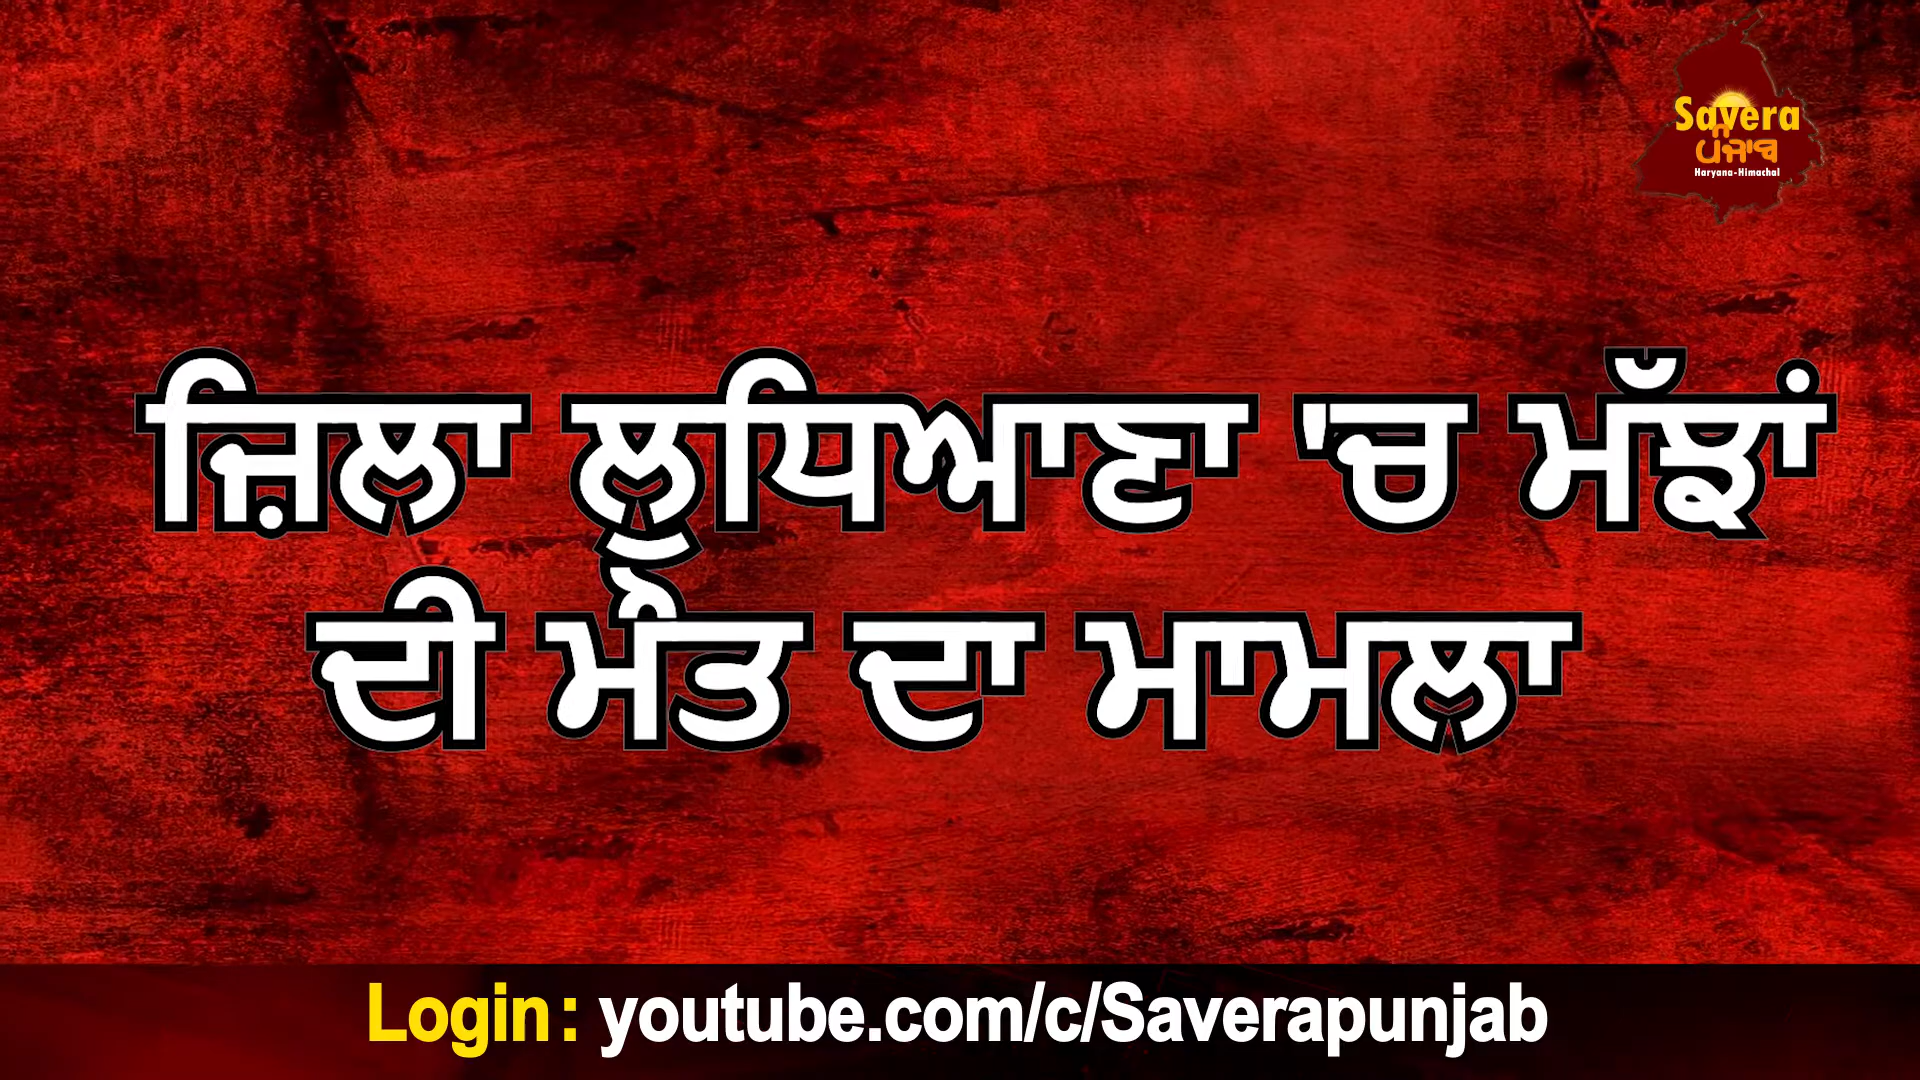 Savera
ਪੰਜਾਬ
Haryana-Himachal
ਜ਼ਿਲਾ ਲੂਧਿਆਣਾ 'ਚ ਮੱਝਾਂ
ਦੀ ਮੌਤ ਦਾ ਮਾਮਲਾ
Login : youtube.com/c/Saverapunjab